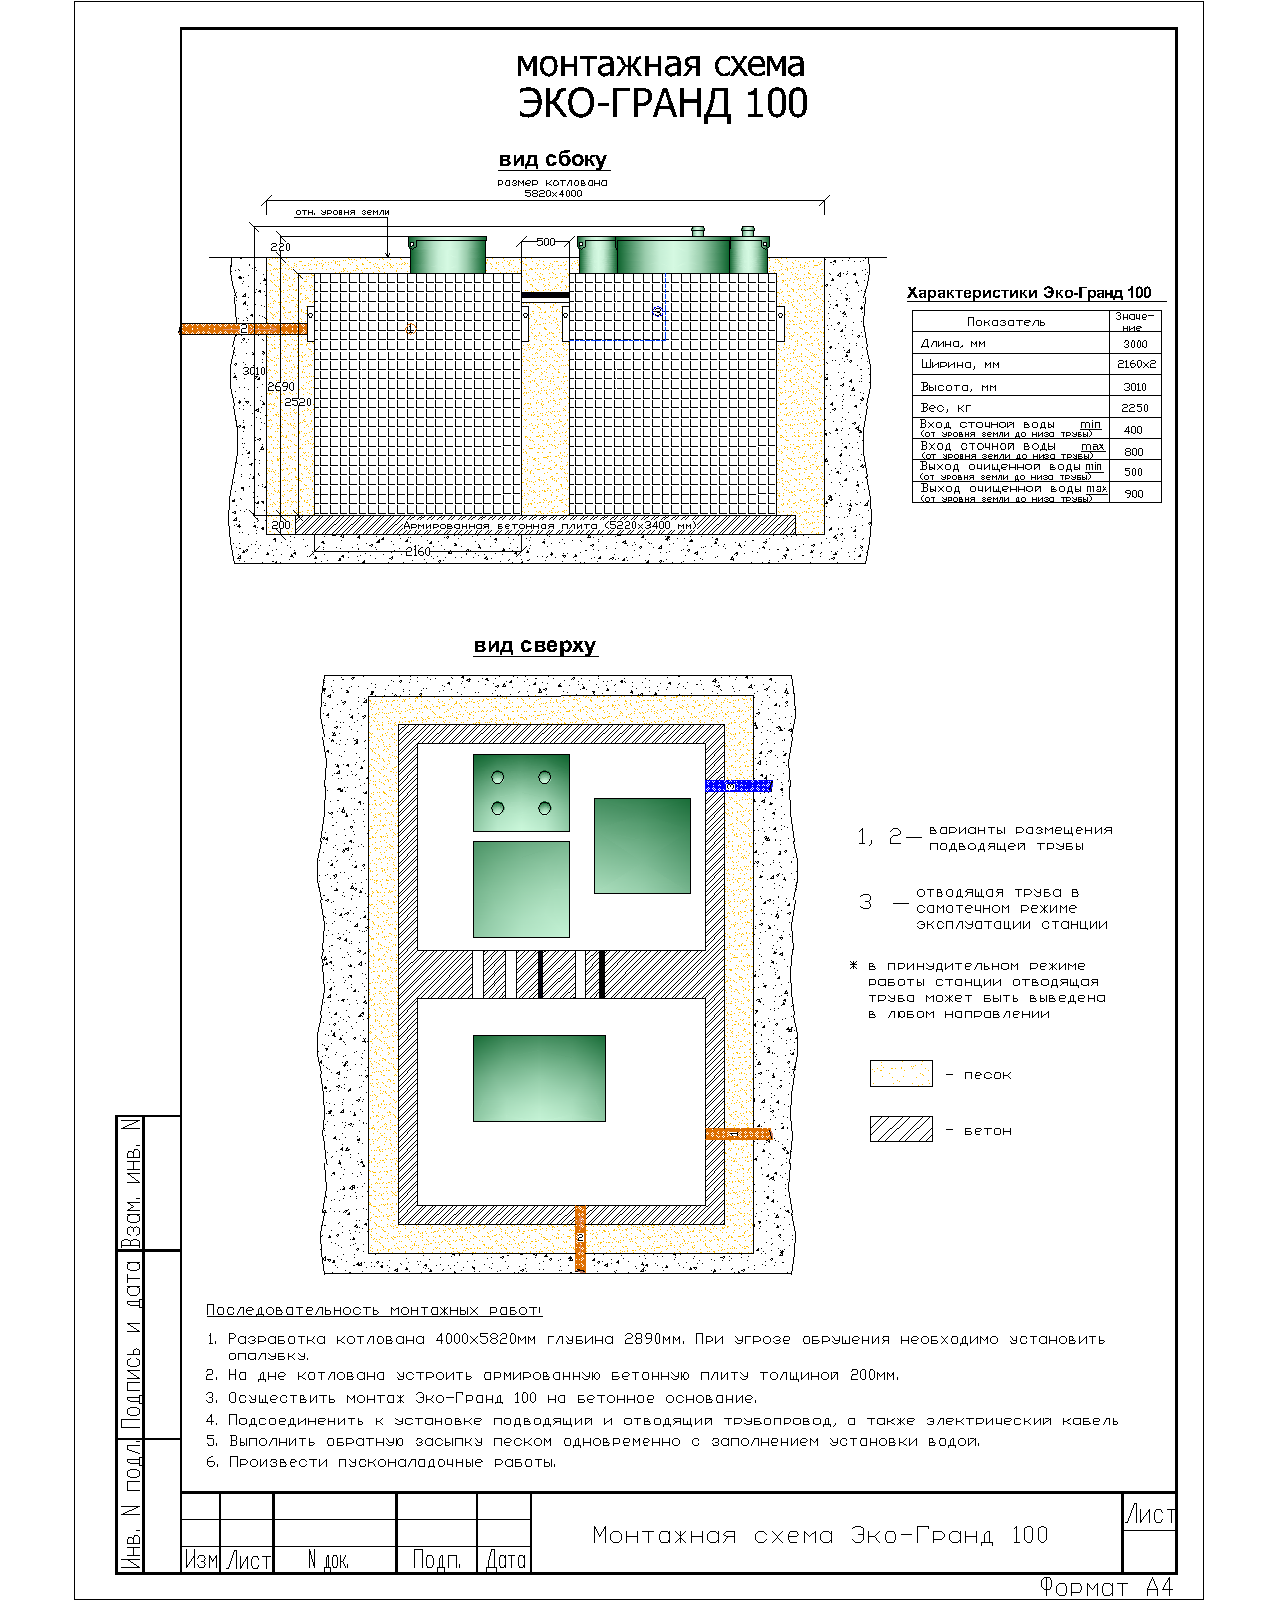 монтажная схема
ЭКО-ГРАНД 100
вид сбоку
размер котлована
5820х4000
отн. уровня земли
220
500
2
1
3
3010
2690
2520
200
Армированная бетонная плита (5220х3400 мм)
2160
Характеристики Эко-Гранд 100
Показатель
Значе-
ние
Длина, мм 3000
Ширина, мм 2160х2
Высота, мм 3010
Вес, кг 2250
Вход сточной воды min 400
(от уровня земли до низа трубы)
Вход сточной воды max 800
(от уровня земли до низа трубы)
Выход очищенной воды min 500
(от уровня земли до низа трубы)
Выход очищенной воды max 900
(от уровня земли до низа трубы)
вид сверху
3
1
2
1, 2— варианты размещения
подводящей трубы
3 — отводящая труба в
самотечном режиме
эксплуатации станции
* в принудительном режиме
работы станции отводящая
труба может быть выведена
в любом направлении
- песок
- бетон
Последовательность монтажных работ:
1. Разработка котлована 4000х5820мм глубина 2890мм. При угрозе обрушения необходимо установить
опалубку.
2. На дне котлована устроить армированную бетонную плиту толщиной 200мм.
3. Осуществить монтаж Эко-Гранд 100 на бетонное основание.
4. Подсоединенить к установке подводящий и отводящий трубопровод, а также электрический кабель
5. Выполнить обратную засыпку песком одновременно с заполнением установки водой.
6. Произвести пусконаладочные работы.
Взам. инв. N
Подпись и дата
Инв. N подл.
Изм Лист N док. Подп. Дата
Монтажная схема Эко-Гранд 100
Лист
Формат А4